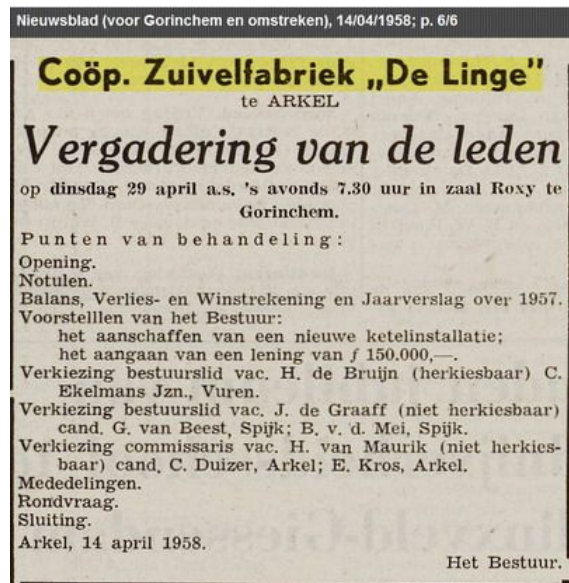 Nieuwsblad (voor Gorinchem en omstreken), 14/04/1958; p. 6/6
Coöp. Zuivelfabriek „De Linge”
te ARKEL
Vergadering van de leden
op dinsdag 29 april a.s. 's avonds 7.30 uur in zaal Roxy te
Gorinchem.
Punten van behandeling:
Opening.
Notulen.
Balans, Verlies- en Winstrekening en Jaarverslag over 1957.
Voorstelllen van het Bestuur:
het aanschaffen van een nieuwe ketelinstallatie;
het aangaan van een lening van ƒ 150.000,—.
Verkiezing bestuurslid vac. H. de Bruijn (herkiesbaar) C.
Ekelmans Jzn., Vuren.
Verkiezing bestuurslid vac. J. de Graaff (niet herkiesbaar)
cand. G. van Beest, Spijk; B. v. d. Mei, Spijk.
Verkiezing commissaris vac. H. van Maurik (niet herkies-
baar) cand. C. Duizer, Arkel; E. Kros, Arkel.
Mededelingen.
Rondvraag.
Sluiting.
Arkel, 14 april 1958.
Het Bestuur.